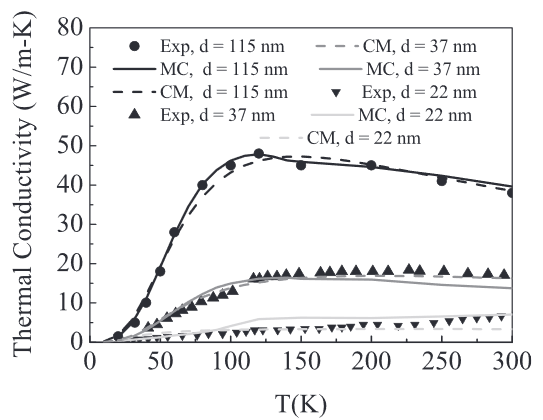 80
70
60
50
40
30
20
10
0
Thermal Conductivity (W/m-K)
Exp, d = 115 nm
CM, d = 37 nm
MC, d = 115 nm
MC, d = 37 nm
CM, d = 115 nm
Exp, d = 22 nm
Exp, d = 37 nm
MC, d = 22 nm
CM, d = 22 nm
0 50 100 150 200 250 300
T(K)